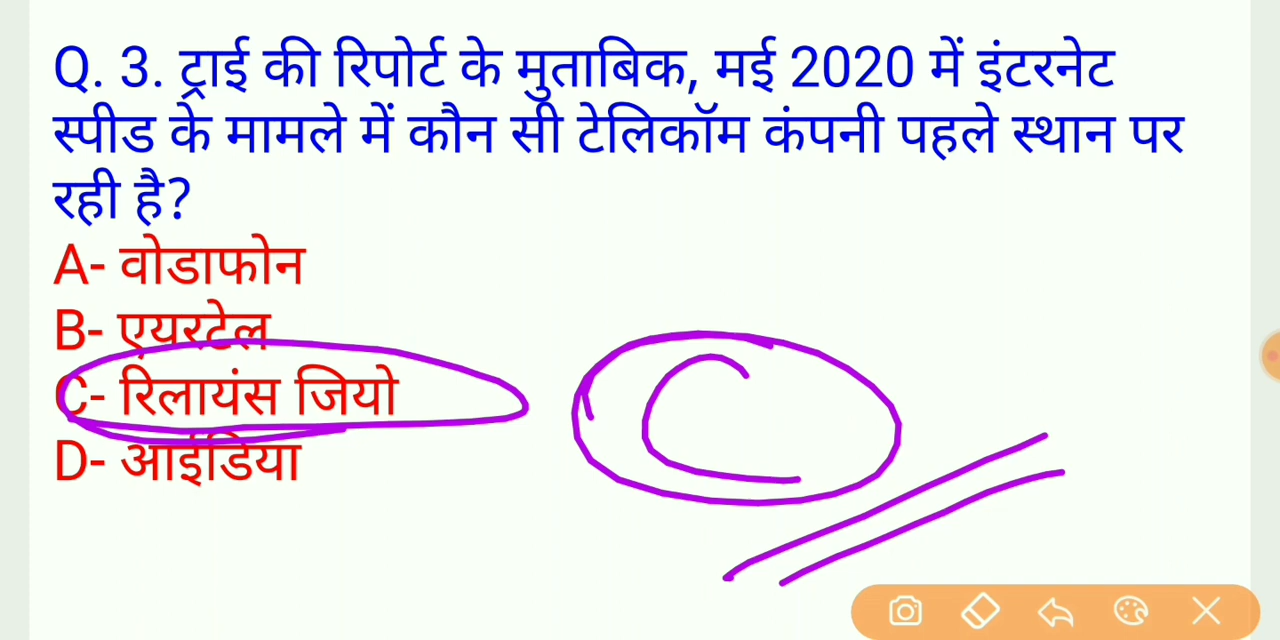 Q. 3. ट्राई की रिपोर्ट के मुताबिक, मई 2020 में इंटरनेट
स्पीड के मामले में कौन सी टेलिकॉम कंपनी पहले स्थान पर
रही है?
A- वोडाफोन
B- एयरटेल
C- रिलायंस जियो
D- आईडिया
C